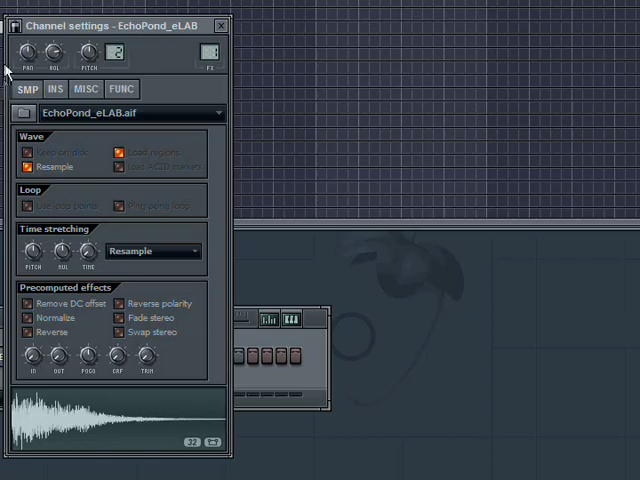 Channel settings - EchoPond_eLAB
PAN VOL PITCH 2 1 FX
SMP INS MISC FUNC
EchoPond_eLAB.aif
Wave
Keep on disk Load regions
Resample Load ACID markers
Loop
Use loop points Ping pong loop
Time stretching
Resample
PITCH MUL TIME
Precomputed effects
Remove DC offset Reverse polarity
Normalize Fade stereo
Reverse Swap stereo
IN OUT POGO CRF TRIM
32